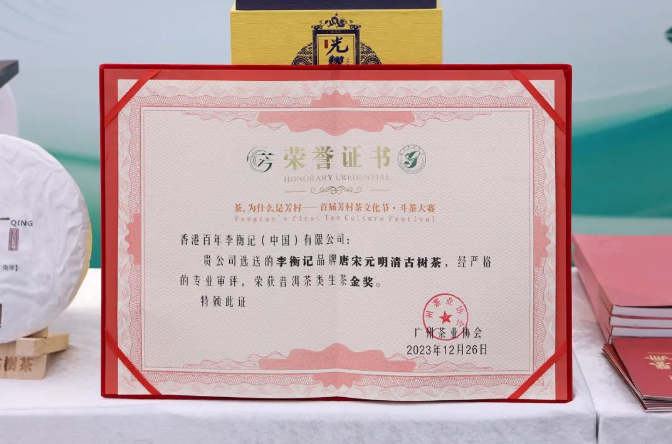 光
荣誉证书
HONORARY CREDENTIAL
茶，为什么是芳村——首届芳村茶文化节·斗茶大赛
Fangcun's first Tea Culture Festival
香港百年李衡记（中国）有限公司：
贵公司选送的李衡记品牌唐宋元明清古树茶，经严格
的专业审评，荣获普洱茶类生茶金奖。
特颁此证
广州茶业协会
2023年12月26日
QING
古樹茶